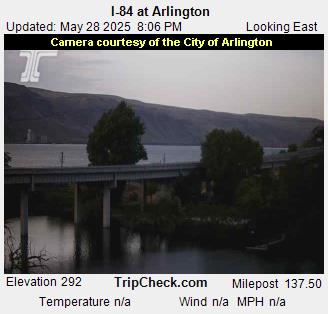 I-84 at Arlington
Updated: May 28 2025 8:06 PM Looking East
Camera courtesy of the City of Arlington
Elevation 292 TripCheck.com Milepost 137.50
Temperature n/a Wind n/a MPH n/a